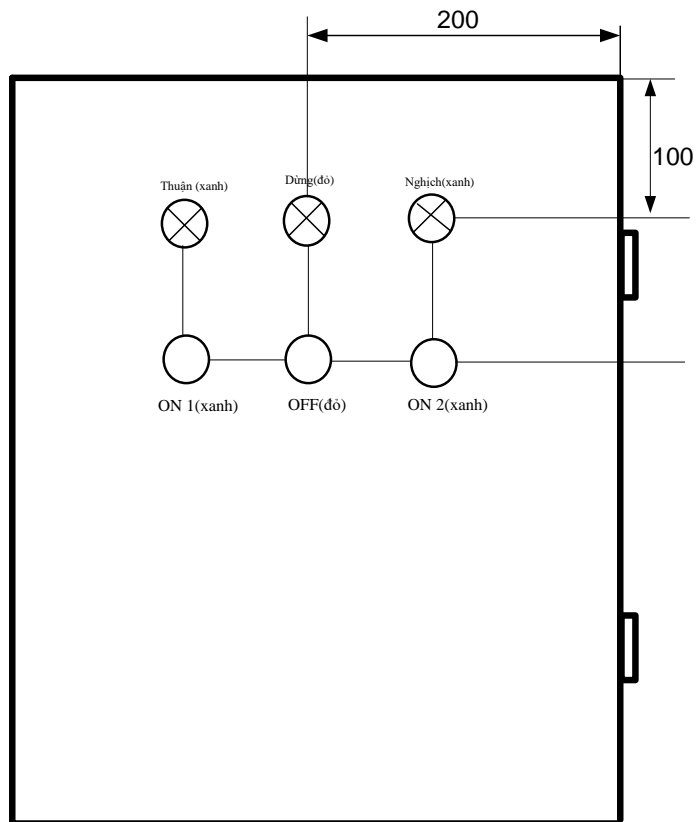 200
100
Thuận (xanh)
Dừng(đỏ)
Nghịch(xanh)
ON 1(xanh)
OFF(đỏ)
ON 2(xanh)